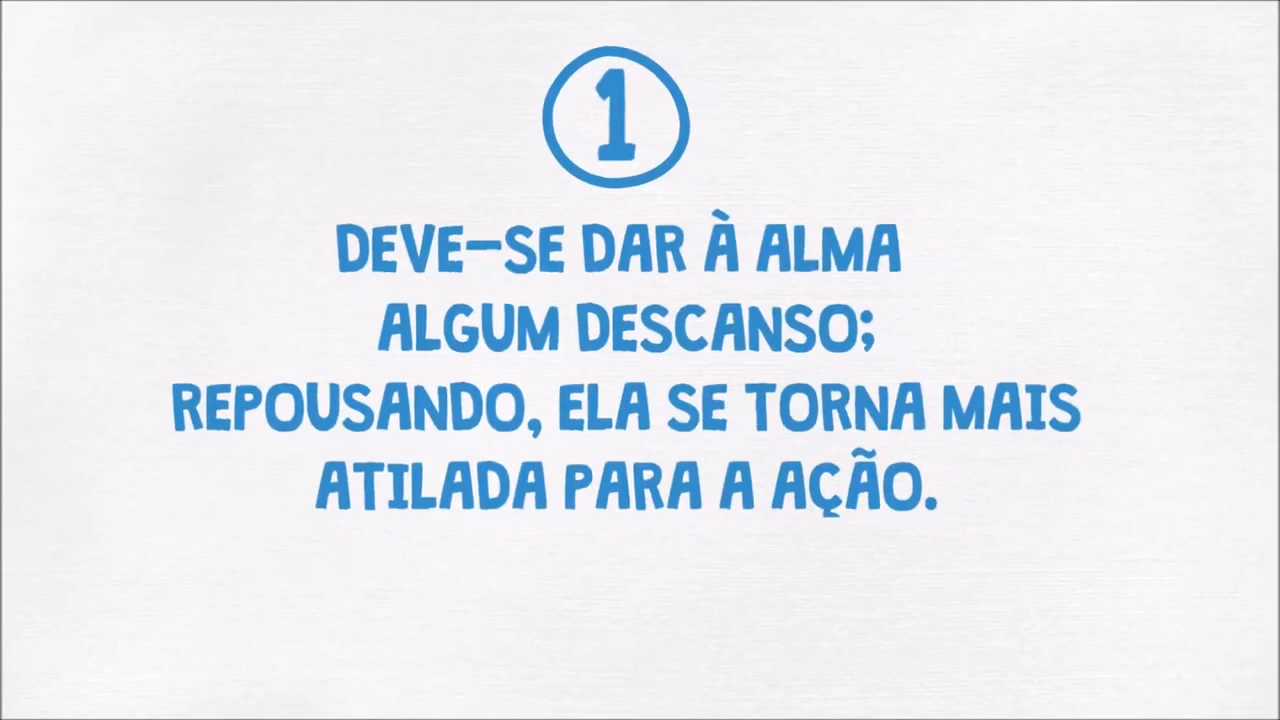 1
DEVE-SE DAR À ALMA
ALGUM DESCANSO;
REPOUSANDO, ELA SE TORNA MAIS
ATILADA PARA A AÇÃO.